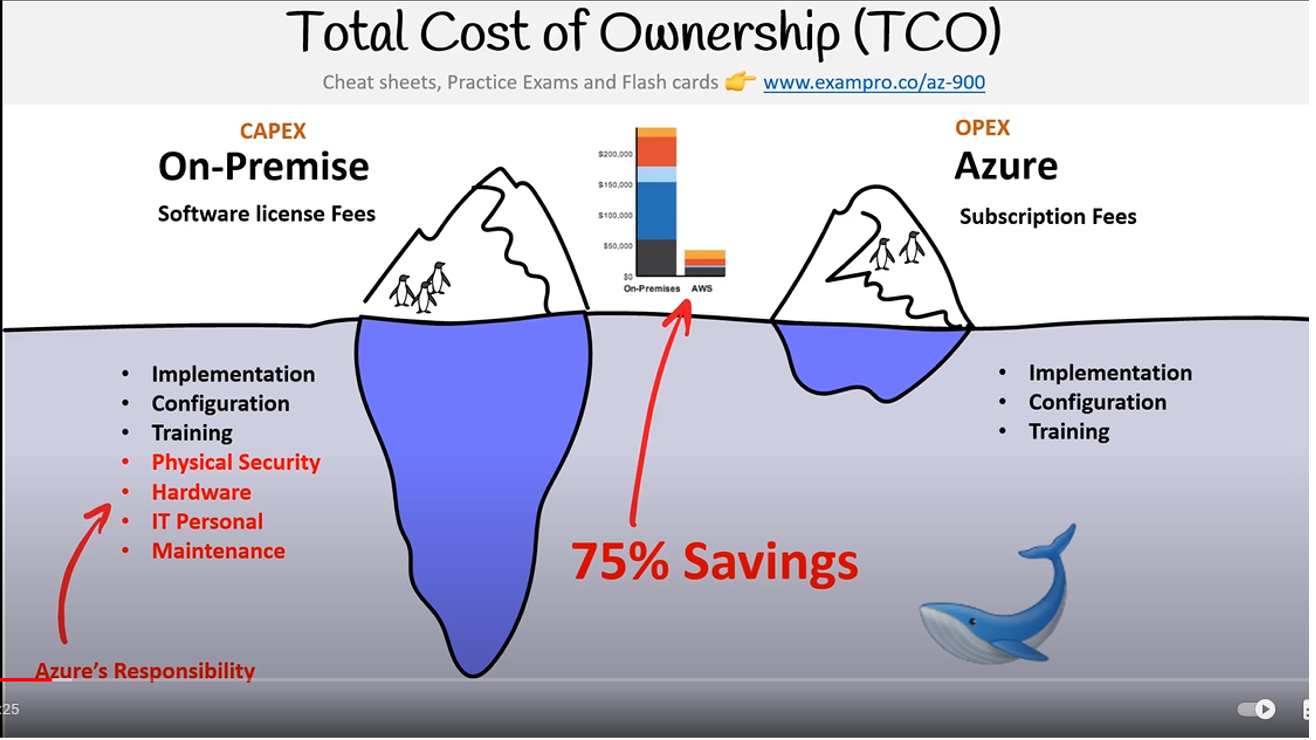 Total Cost of Ownership (TCO)
Cheat sheets, Practice Exams and Flash cards 👉 www.exampro.co/az-900
CAPEX
On-Premise
Software license Fees
$200,000
$150,000
$100,000
$50,000
$0
On-Premises AWS
OPEX
Azure
Subscription Fees
• Implementation
• Configuration
• Training
• Physical Security
• Hardware
• IT Personal
• Maintenance
Azure's Responsibility
75% Savings
• Implementation
• Configuration
• Training
:25